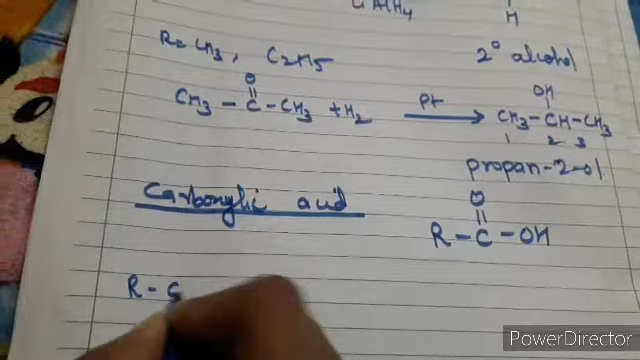 LiAlH4
H
R= CH3, C2H5
2° alcohol
O
||
CH3 - C - CH3 + H2
Pt
OH
CH3-CH-CH3
1 2 3
propan-2-ol
Carboxylic acid
O
||
R - C - OH
R - C
PowerDirector